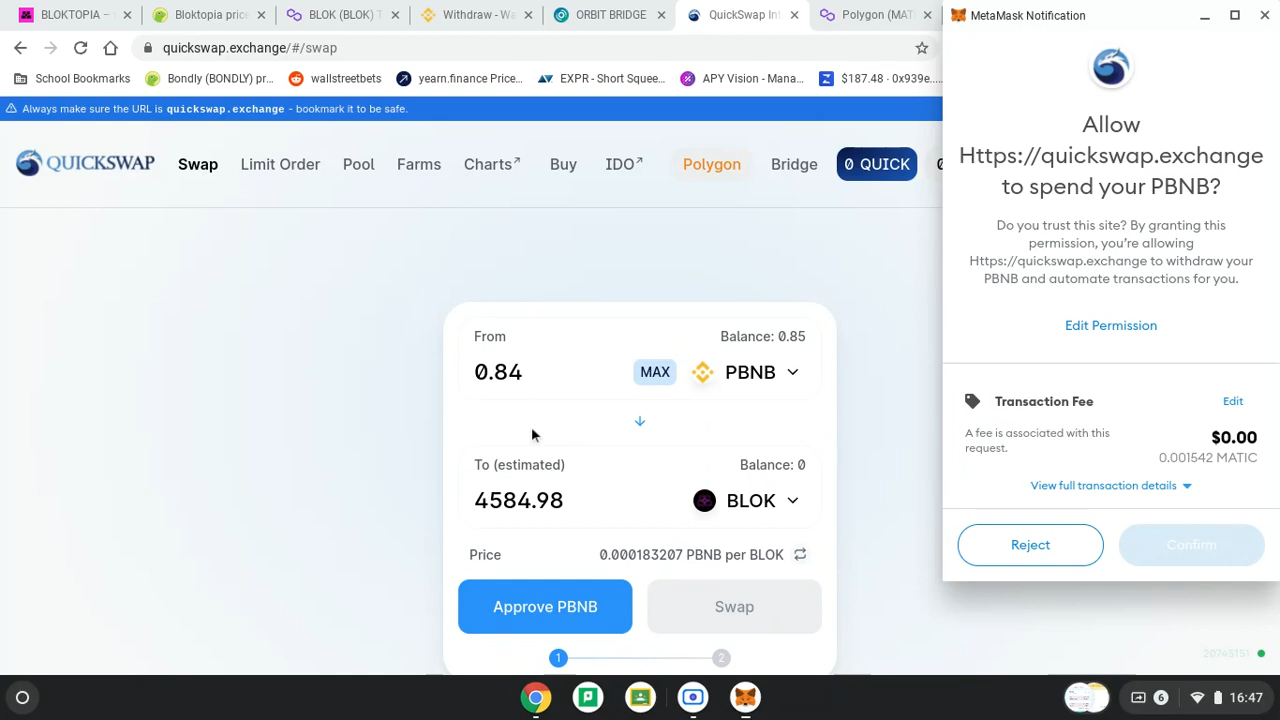 BLOKTOPIA –
Bloktopia price
BLOK (BLOK) T
Withdraw - Wa
ORBIT BRIDGE
QuickSwap Int
Polygon (MAT
MetaMask Notification
quickswap.exchange/#/swap
School Bookmarks
Bondly (BONDLY) pr...
wallstreetbets
yearn.finance Price...
EXPR - Short Squee...
APY Vision - Mana...
$187.48 - 0x939e...
Always make sure the URL is quickswap.exchange - bookmark it to be safe.
QUICKSWAP
Swap
Limit Order
Pool
Farms
Charts↗
Buy
IDO↗
Polygon
Bridge
0 QUICK
From
Balance: 0.85
0.84
MAX
PBNB
To (estimated)
Balance: 0
4584.98
BLOK
Price
0.000183207 PBNB per BLOK
Approve PBNB
Swap
1
2
Allow
Https://quickswap.exchange
to spend your PBNB?
Do you trust this site? By granting this
permission, you’re allowing
Https://quickswap.exchange to withdraw your
PBNB and automate transactions for you.
Edit Permission
Transaction Fee
Edit
A fee is associated with this
request.
$0.00
0.001542 MATIC
View full transaction details
Reject
Confirm
20743151
6
16:47